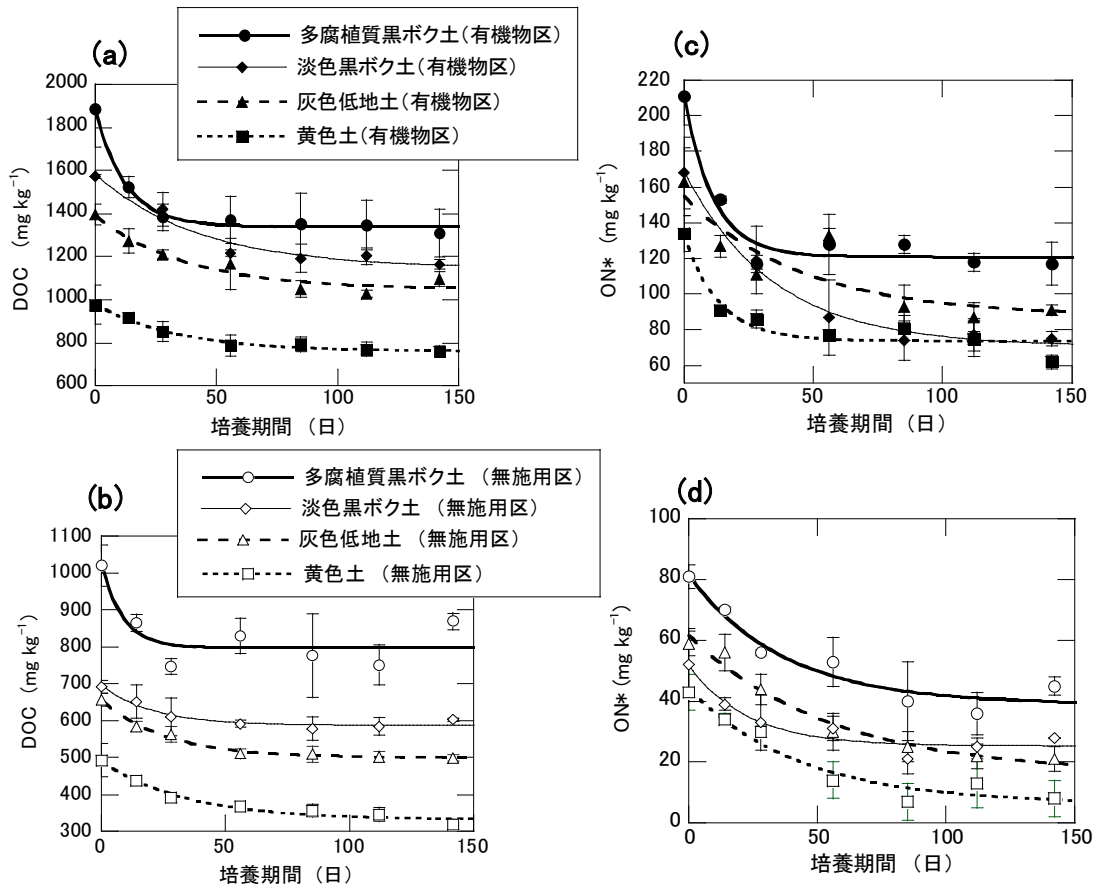 (a)
多腐植質黒ボク土(有機物区)
淡色黒ボク土(有機物区)
灰色低地土(有機物区)
黄色土(有機物区)
2000
1800
1600
1400
1200
1000
800
600
DOC (mg kg⁻¹)
0
50
100
150
培養期間 (日)
(c)
220
200
180
160
140
120
100
80
60
ON* (mg kg⁻¹)
0
50
100
150
培養期間 (日)
(b)
多腐植質黒ボク土 (無施用区)
淡色黒ボク土 (無施用区)
灰色低地土 (無施用区)
黄色土 (無施用区)
1100
1000
900
800
700
600
500
400
300
DOC (mg kg⁻¹)
0
50
100
150
培養期間 (日)
(d)
100
80
60
40
20
0
ON* (mg kg⁻¹)
0
50
100
150
培養期間 (日)